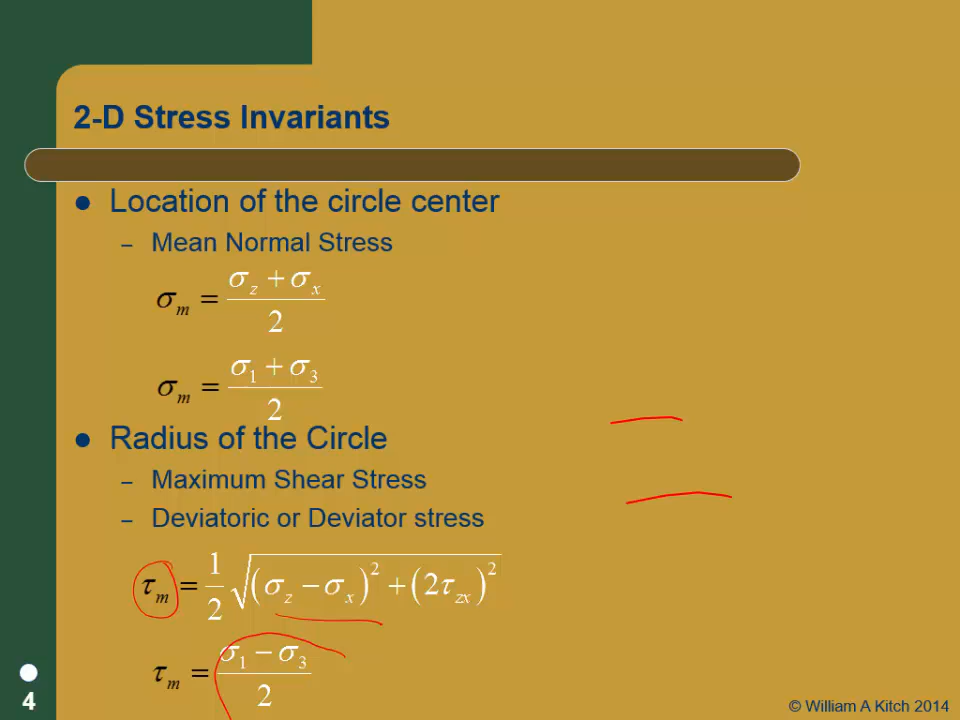 2-D Stress Invariants
● Location of the circle center
– Mean Normal Stress
σ_m = (σ_z + σ_x) / 2
σ_m = (σ_1 + σ_3) / 2
● Radius of the Circle
– Maximum Shear Stress
– Deviatoric or Deviator stress
τ_m = 1/2 √((σ_z − σ_x)^2 + (2τ_zx)^2)
τ_m = (σ_1 − σ_3) / 2
4
© William A Kitch 2014